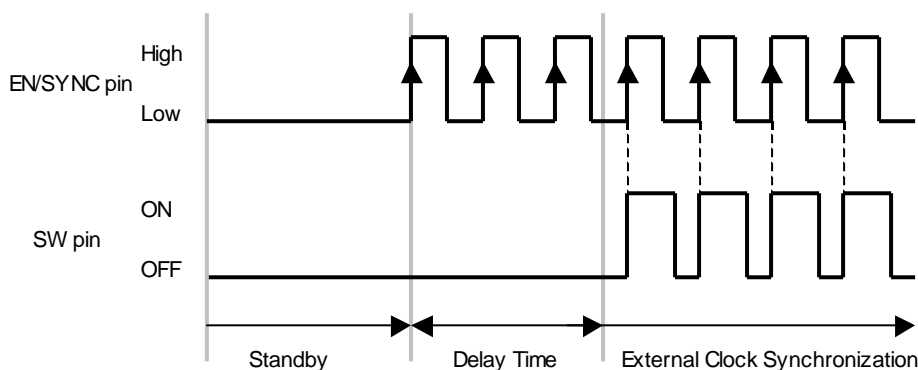 High
EN/SYNC pin
Low
ON
SW pin
OFF
Standby
Delay Time
External Clock Synchronization